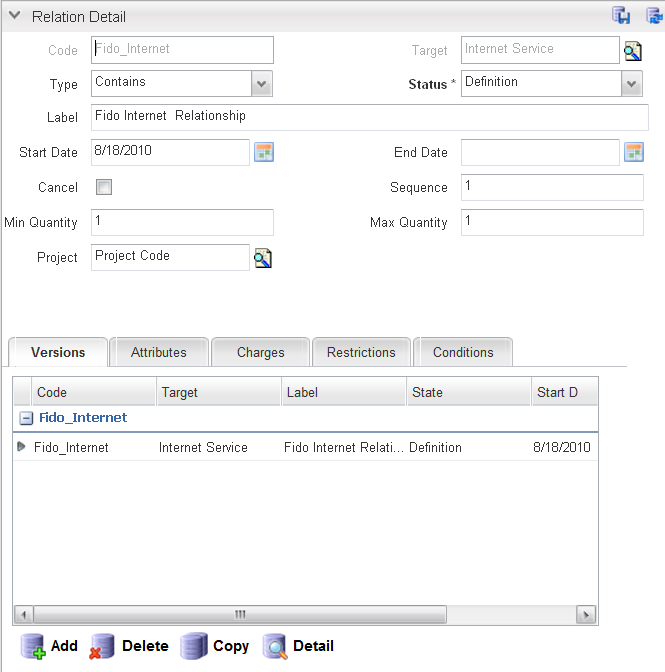 Relation Detail
Code Fido_Internet Target Internet Service
Type Contains Status * Definition
Label Fido Internet  Relationship
Start Date 8/18/2010 End Date
Cancel Sequence 1
Min Quantity 1 Max Quantity 1
Project Project Code
Versions Attributes Charges Restrictions Conditions
Code Target Label State Start D
Fido_Internet
Fido_Internet Internet Service Fido Internet Relati... Definition 8/18/2010
Add Delete Copy Detail